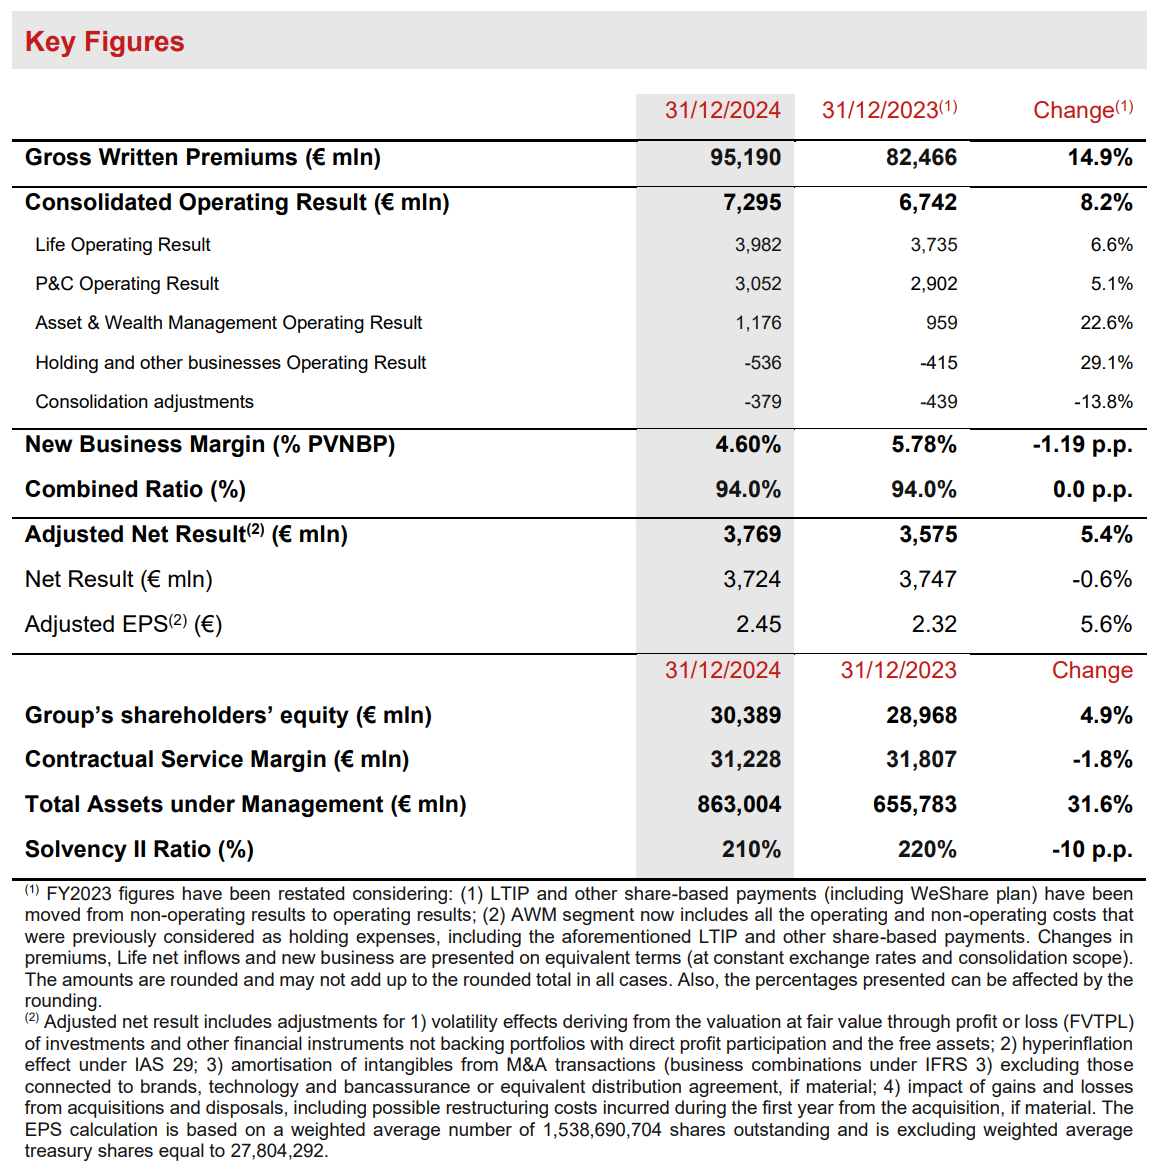 Key Figures
31/12/2024 31/12/2023(1) Change(1)
Gross Written Premiums (€ mln) 95,190 82,466 14.9%
Consolidated Operating Result (€ mln) 7,295 6,742 8.2%
Life Operating Result 3,982 3,735 6.6%
P&C Operating Result 3,052 2,902 5.1%
Asset & Wealth Management Operating Result 1,176 959 22.6%
Holding and other businesses Operating Result -536 -415 29.1%
Consolidation adjustments -379 -439 -13.8%
New Business Margin (% PVNBP) 4.60% 5.78% -1.19 p.p.
Combined Ratio (%) 94.0% 94.0% 0.0 p.p.
Adjusted Net Result(2) (€ mln) 3,769 3,575 5.4%
Net Result (€ mln) 3,724 3,747 -0.6%
Adjusted EPS(2) (€) 2.45 2.32 5.6%
31/12/2024 31/12/2023 Change
Group’s shareholders’ equity (€ mln) 30,389 28,968 4.9%
Contractual Service Margin (€ mln) 31,228 31,807 -1.8%
Total Assets under Management (€ mln) 863,004 655,783 31.6%
Solvency II Ratio (%) 210% 220% -10 p.p.
(1) FY2023 figures have been restated considering: (1) LTIP and other share-based payments (including WeShare plan) have been
moved from non-operating results to operating results; (2) AWM segment now includes all the operating and non-operating costs that
were previously considered as holding expenses, including the aforementioned LTIP and other share-based payments. Changes in
premiums, Life net inflows and new business are presented on equivalent terms (at constant exchange rates and consolidation scope).
The amounts are rounded and may not add up to the rounded total in all cases. Also, the percentages presented can be affected by the
rounding.
(2) Adjusted net result includes adjustments for 1) volatility effects deriving from the valuation at fair value through profit or loss (FVTPL)
of investments and other financial instruments not backing portfolios with direct profit participation and the free assets; 2) hyperinflation
effect under IAS 29; 3) amortisation of intangibles from M&A transactions (business combinations under IFRS 3) excluding those
connected to brands, technology and bancassurance or equivalent distribution agreement, if material; 4) impact of gains and losses
from acquisitions and disposals, including possible restructuring costs incurred during the first year from the acquisition, if material. The
EPS calculation is based on a weighted average number of 1,538,690,704 shares outstanding and is excluding weighted average
treasury shares equal to 27,804,292.